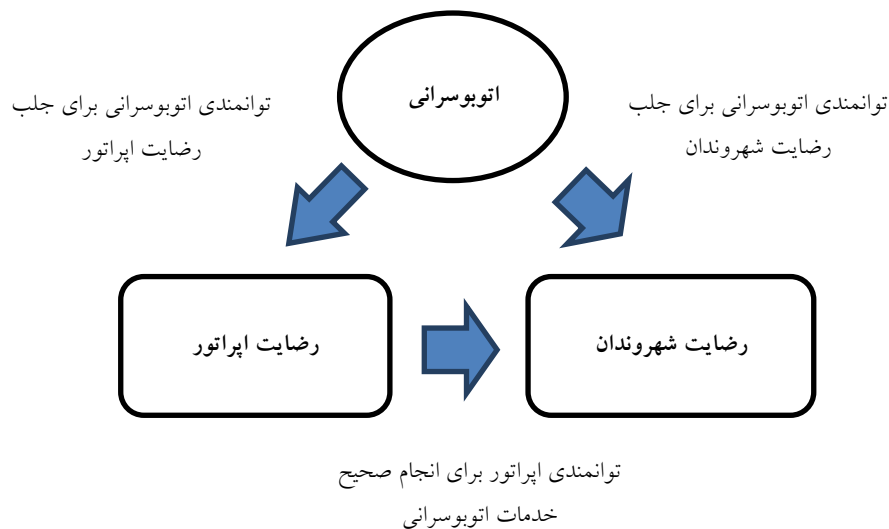 اتوبوسرانی
توانمندی اتوبوسرانی برای جلب
رضایت شهروندان
توانمندی اتوبوسرانی برای جلب
رضایت اپراتور
رضایت شهروندان
رضایت اپراتور
توانمندی اپراتور برای انجام صحیح
خدمات اتوبوسرانی